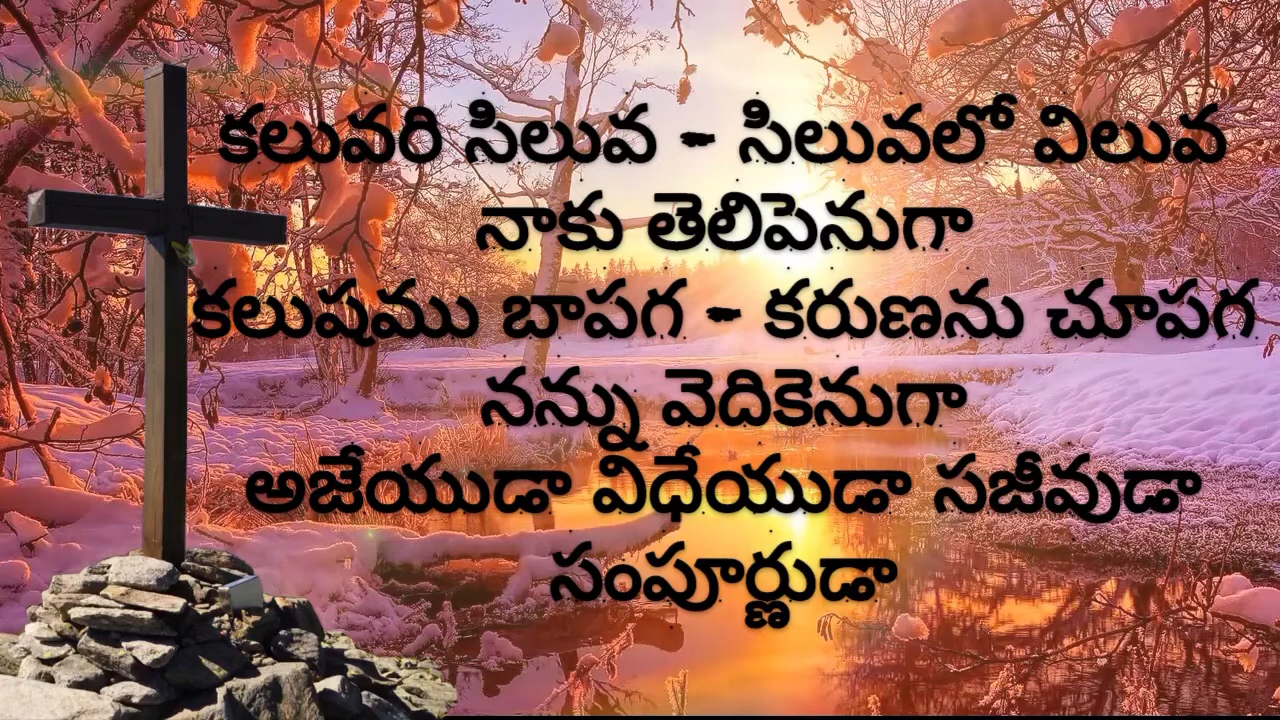 కలువరి సిలువ - సిలువలో విలువ
నాకు తెలిపెనుగా
కలుషము బాపగ - కరుణను చూపగ
నన్ను వెదికెనుగా
అజేయుడా విధేయుడా సజీవుడా
సంపూర్ణుడా